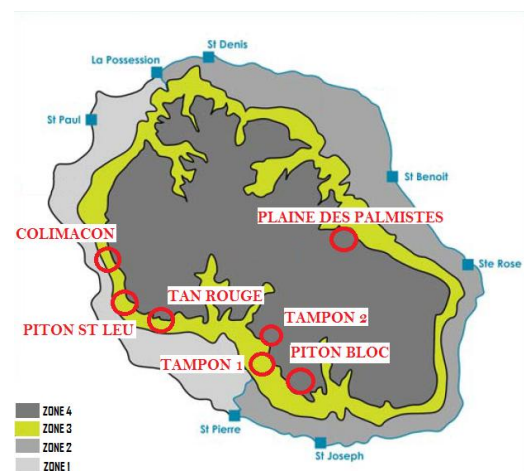 St Denis
La Possession
St Paul
St Benoit
PLAINE DES PALMISTES
COLIMACON
Ste Rose
TAN ROUGE
PITON ST LEU
TAMPON 2
PITON BLOC
TAMPON 1
ZONE 4
ZONE 3
ZONE 2
ZONE 1
St Pierre
St Joseph